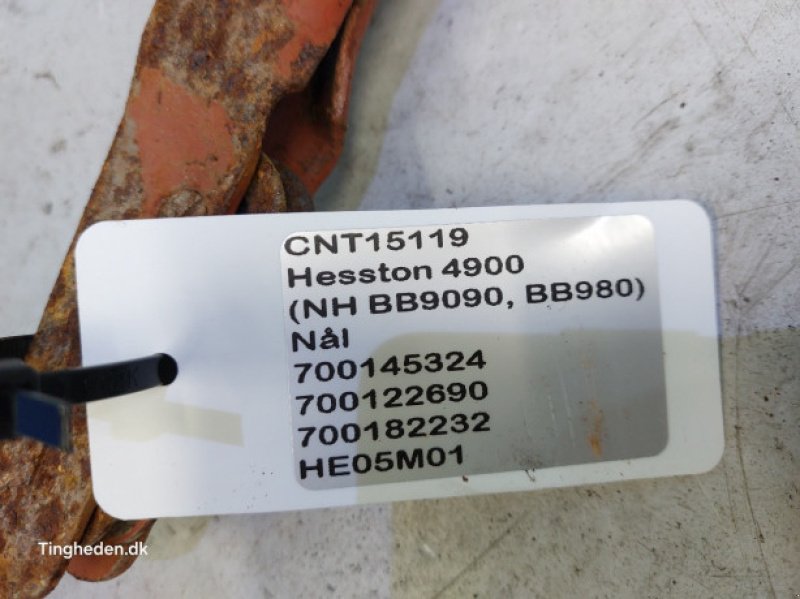 CNT15119
Hesston 4900
(NH BB9090, BB980)
Nål
700145324
700122690
700182232
HE05M01
Tingheden.dk